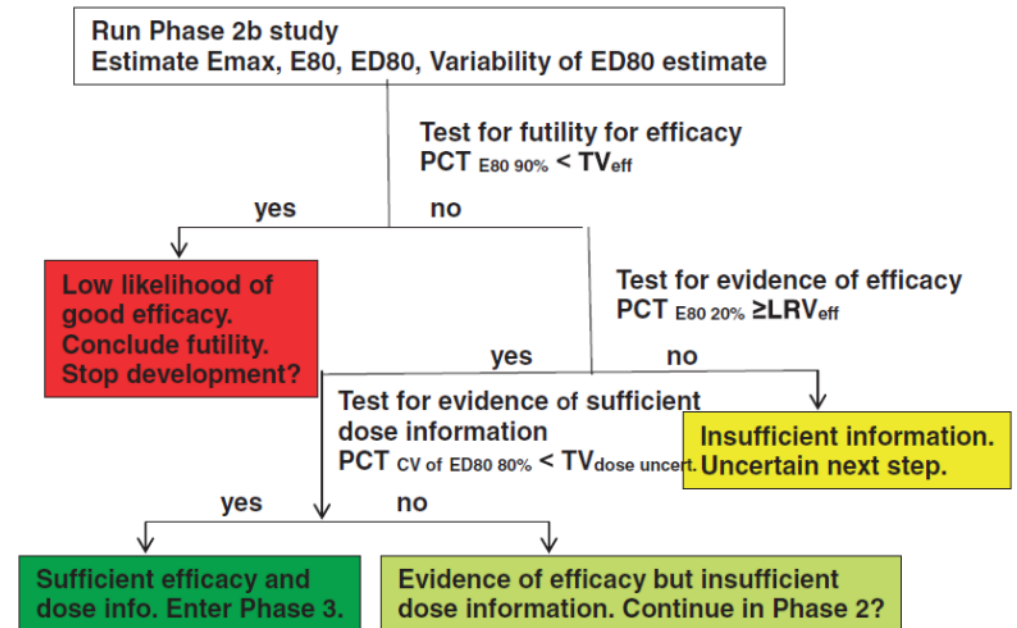 Run Phase 2b study
Estimate Emax, E80, ED80, Variability of ED80 estimate
Test for futility for efficacy
PCT E80 90% < TVeff
yes
no
Low likelihood of
good efficacy.
Conclude futility.
Stop development?
Test for evidence of efficacy
PCT E80 20% ≥LRVeff
yes
no
Test for evidence of sufficient
dose information
PCT CV of ED80 80% < TVdose uncert.
Insufficient information.
Uncertain next step.
yes
no
Sufficient efficacy and
dose info. Enter Phase 3.
Evidence of efficacy but insufficient
dose information. Continue in Phase 2?